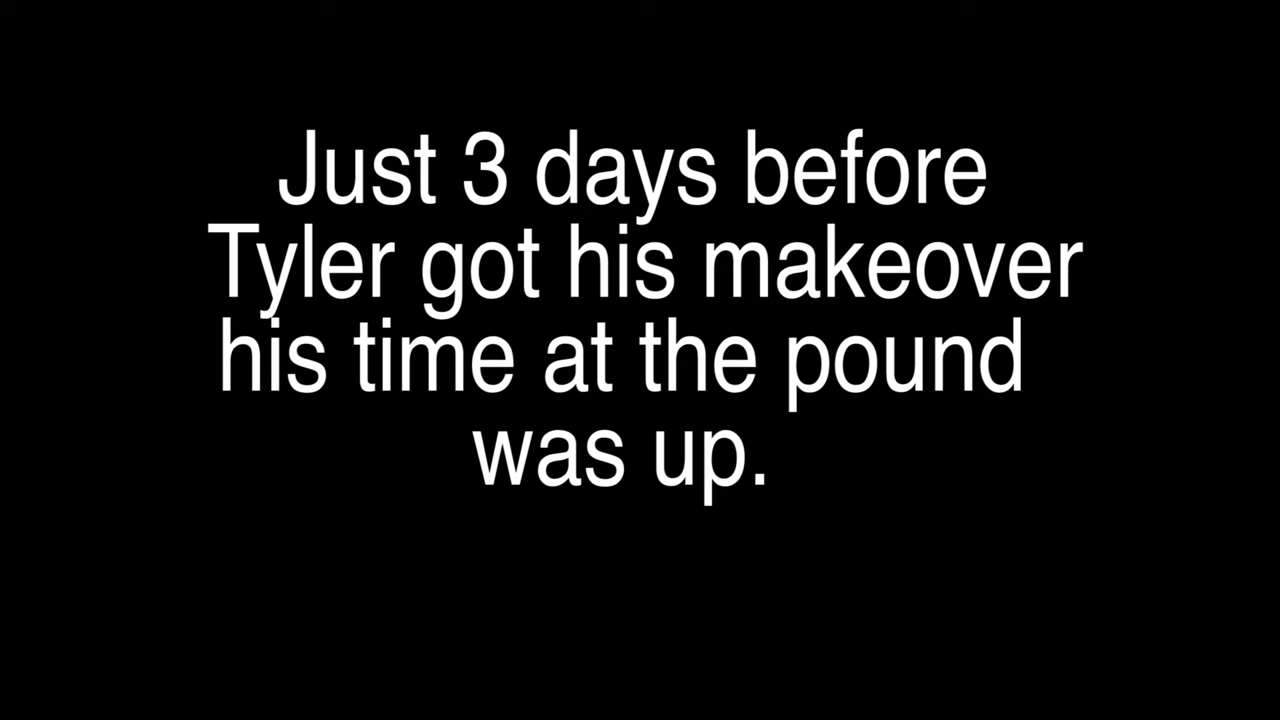 Just 3 days before
Tyler got his makeover
his time at the pound
was up.